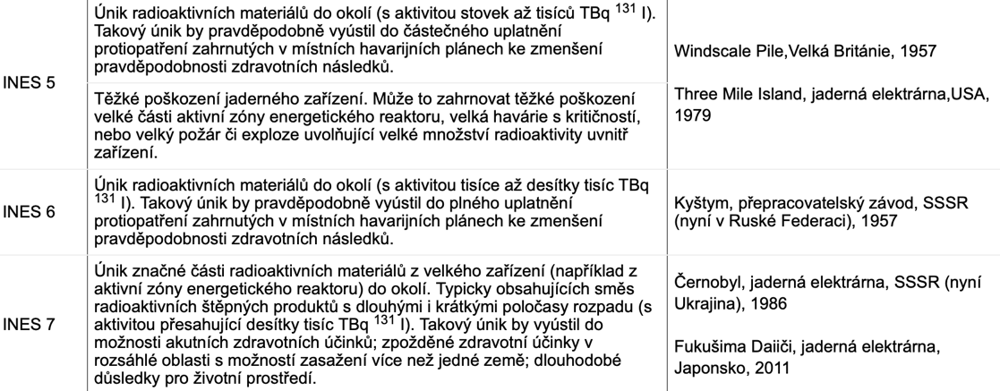 INES 5
Únik radioaktivních materiálů do okolí (s aktivitou stovek až tisíců TBq 131 I).
Takový únik by pravděpodobně vyústil do částečného uplatnění
protiopatření zahrnutých v místních havarijních plánech ke zmenšení
pravděpodobnosti zdravotních následků.
Těžké poškození jaderného zařízení. Může to zahrnovat těžké poškození
velké části aktivní zóny energetického reaktoru, velká havárie s kritičností,
nebo velký požár či exploze uvolňující velké množství radioaktivity uvnitř
zařízení.
Windscale Pile,Velká Británie, 1957
Three Mile Island, jaderná elektrárna,USA,
1979
INES 6
Únik radioaktivních materiálů do okolí (s aktivitou tisíce až desítky tisíc TBq
131 I). Takový únik by pravděpodobně vyústil do plného uplatnění
protiopatření zahrnutých v místních havarijních plánech ke zmenšení
pravděpodobnosti zdravotních následků.
Kyštym, přepracovatelský závod, SSSR
(nyní v Ruské Federaci), 1957
INES 7
Únik značné části radioaktivních materiálů z velkého zařízení (například z
aktivní zóny energetického reaktoru) do okolí. Typicky obsahujících směs
radioaktivních štěpných produktů s dlouhými i krátkými poločasy rozpadu (s
aktivitou přesahující desítky tisíc TBq 131 I). Takový únik by vyústil do
možnosti akutních zdravotních účinků; zpožděné zdravotní účinky v
rozsáhlé oblasti s možností zasažení více než jedné země; dlouhodobé
důsledky pro životní prostředí.
Černobyl, jaderná elektrárna, SSSR (nyní
Ukrajina), 1986
Fukušima Daiiči, jaderná elektrárna,
Japonsko, 2011